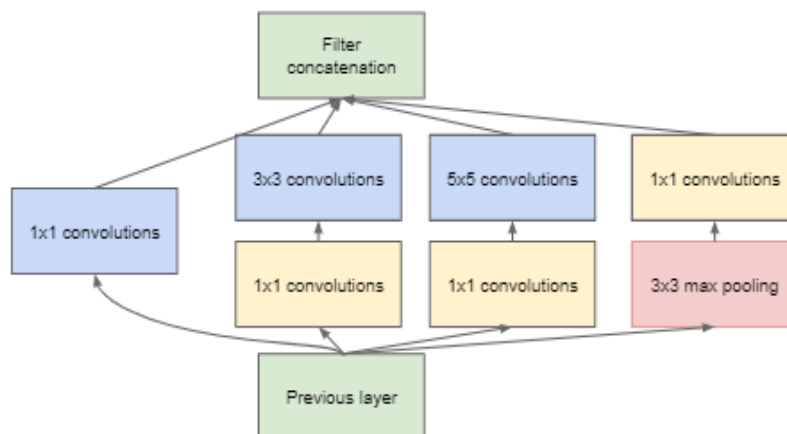 Filter
concatenation
3x3 convolutions
5x5 convolutions
1x1 convolutions
1x1 convolutions
1x1 convolutions
1x1 convolutions
3x3 max pooling
Previous layer